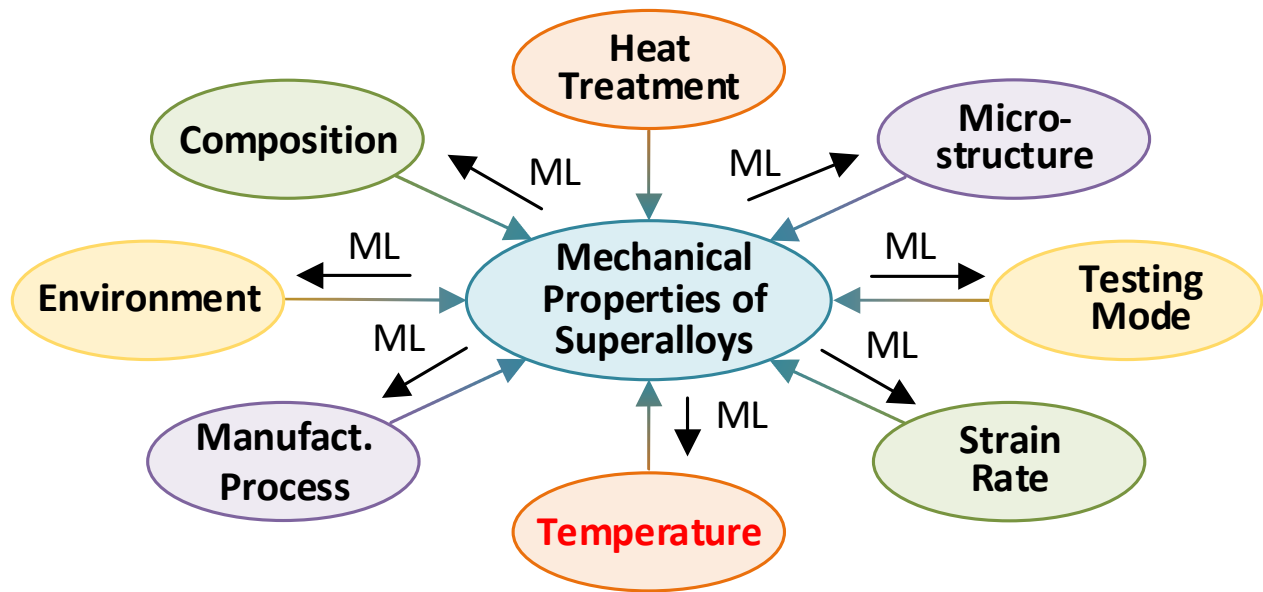 Heat
Treatment
Composition
ML
ML
Micro-
structure
Environment
ML
Mechanical
Properties of
Superalloys
ML
Testing
Mode
ML
ML
Manufact.
Process
ML
Strain
Rate
Temperature